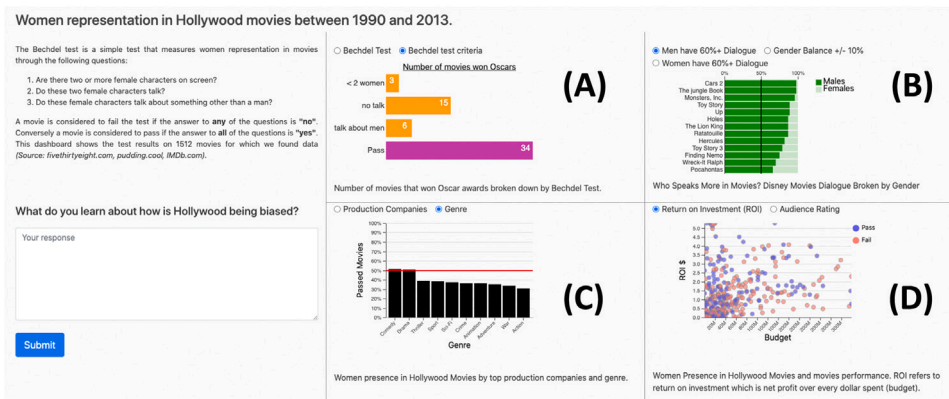 Women representation in Hollywood movies between 1990 and 2013.
The Bechdel test is a simple test that measures women representation in movies
through the following questions:
1. Are there two or more female characters on screen?
2. Do these two characters talk?
3. Do these female characters talk about something other than a man?
A movie is considered to fail the test if the answer to any of the questions is "no".
Conversely a movie is considered to pass if the answer to all of the questions is "yes".
This dashboard shows the test results on 1512 movies for which we found data
(Source: fivethirtyeight.com, pudding.cool, IMDb.com).
What do you learn about how is Hollywood being biased?
Your response
Submit
Bechdel Test Bechdel test criteria
Number of movies won Oscars
< 2 women 3
no talk 15
talk about men 6
Pass 34
(A)
Number of movies that won Oscar awards broken down by Bechdel Test.
Men have 60%+ Dialogue Gender Balance +/- 10%
Women have 60%+ Dialogue
0% 50% 100%
Cars 2
The jungle Book
Monsters, Inc.
Toy Story
Up
Holes
The Lion King
Ratatouille
Hercules
Toy Story 3
Finding Nemo
Wreck-It Ralph
Pocahontas
Males
Females
(B)
Who Speaks More in Movies? Disney Movies Dialogue Broken by Gender
Production Companies Genre
Passed Movies
100%
90%
80%
70%
60%
50%
40%
30%
20%
10%
0%
Comedy
Drama
Thriller
Sport
Sci-Fi
Crime
Animation
Adventure
War
Action
Genre
(C)
Women presence in Hollywood Movies by top production companies and genre.
Return on Investment (ROI) Audience Rating
ROI $
5.0
4.5
4.0
3.5
3.0
2.5
2.0
1.5
1.0
0.5
0.0
Budget
Pass
Fail
(D)
Women Presence in Hollywood Movies and movies performance. ROI refers to
return on investment which is net profit over every dollar spent (budget).